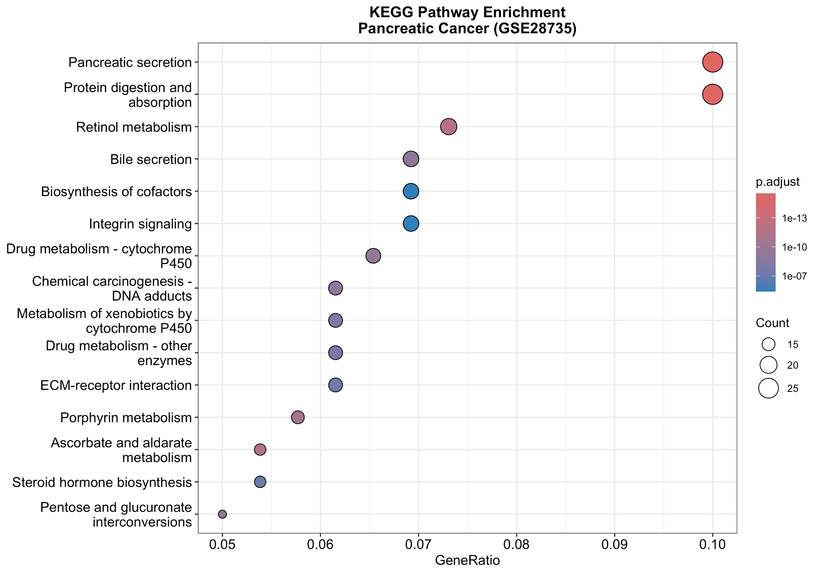 KEGG Pathway Enrichment
Pancreatic Cancer (GSE28735)
Pancreatic secretion
Protein digestion and
absorption
Retinol metabolism
Bile secretion
Biosynthesis of cofactors
Integrin signaling
Drug metabolism - cytochrome
P450
Chemical carcinogenesis -
DNA adducts
Metabolism of xenobiotics by
cytochrome P450
Drug metabolism - other
enzymes
ECM-receptor interaction
Porphyrin metabolism
Ascorbate and aldarate
metabolism
Steroid hormone biosynthesis
Pentose and glucuronate
interconversions
0.05 0.06 0.07 0.08 0.09 0.10
GeneRatio
p.adjust
1e-13
1e-10
1e-07
Count
15
20
25